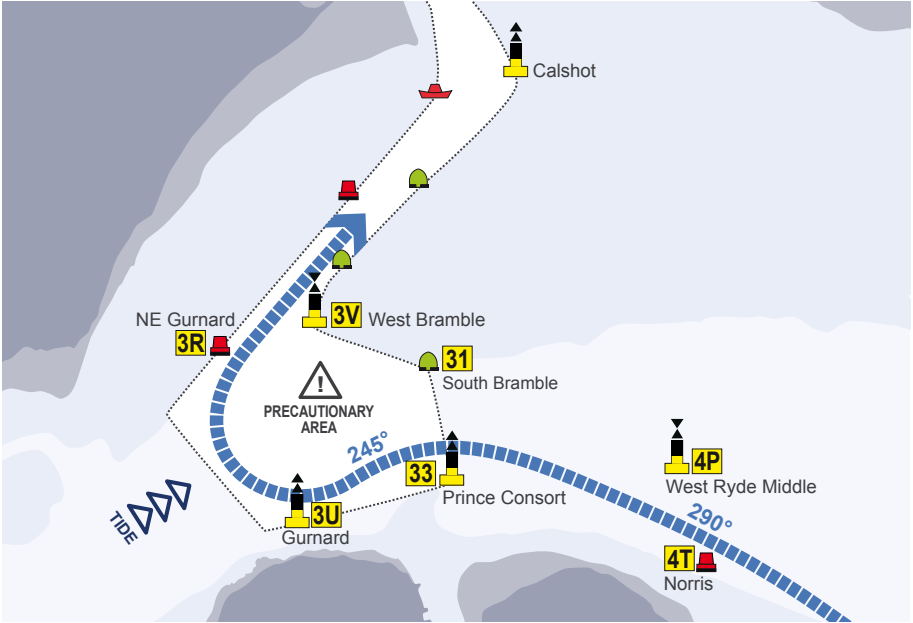 Calshot
NE Gurnard
3R
3V
West Bramble
31
South Bramble
!
PRECAUTIONARY
AREA
245°
33
Prince Consort
4P
West Ryde Middle
290°
TIDE
3U
Gurnard
4T
Norris